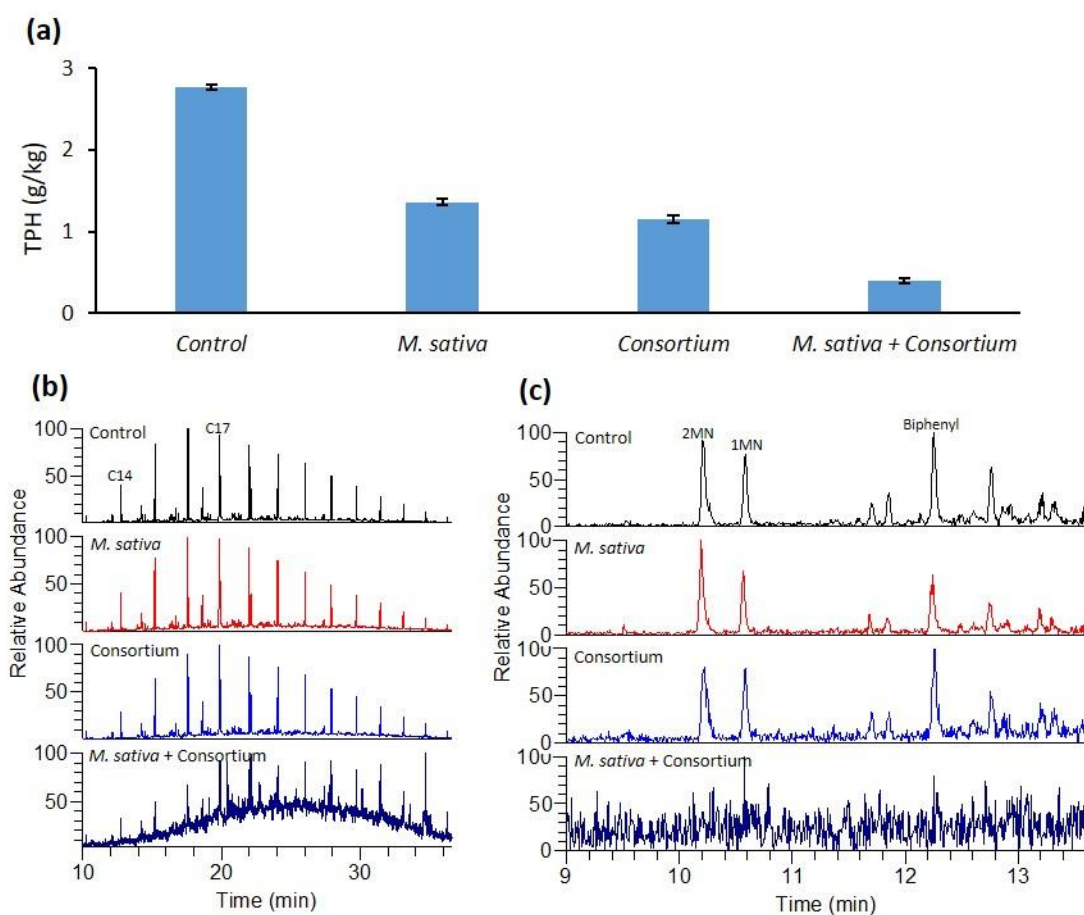 (a)
3
2
1
0
TPH (g/kg)
Control
M. sativa
Consortium
M. sativa + Consortium
(b)
Relative Abundance
100
50
Control
C14
C17
100
50
M. sativa
100
50
Consortium
100
50
M. sativa + Consortium
10
20
30
Time (min)
(c)
Relative Abundance
100
50
0
Control
2MN
1MN
Biphenyl
100
50
0
M. sativa
100
50
0
Consortium
100
50
0
M. sativa + Consortium
9
10
11
12
13
Time (min)